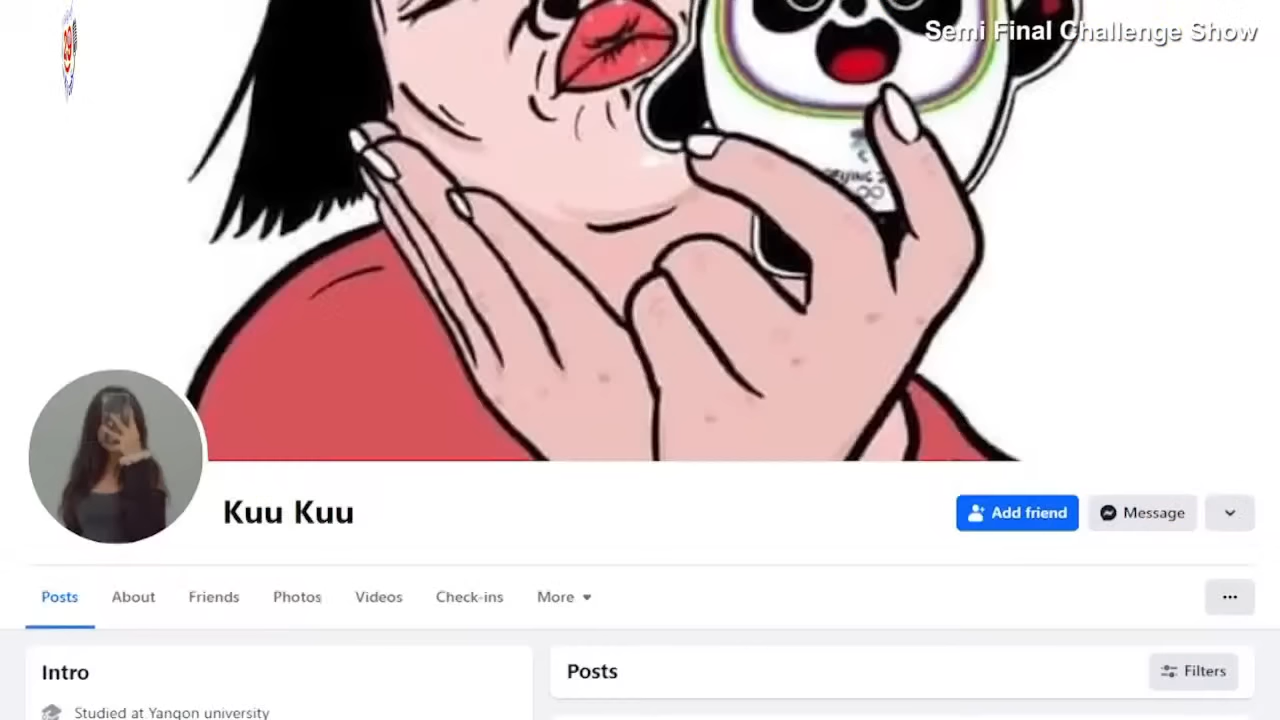 Semi Final Challenge Show
Kuu Kuu
Add friend
Message
Posts
About
Friends
Photos
Videos
Check-ins
More
Intro
Posts
Filters
Studied at Yangon university